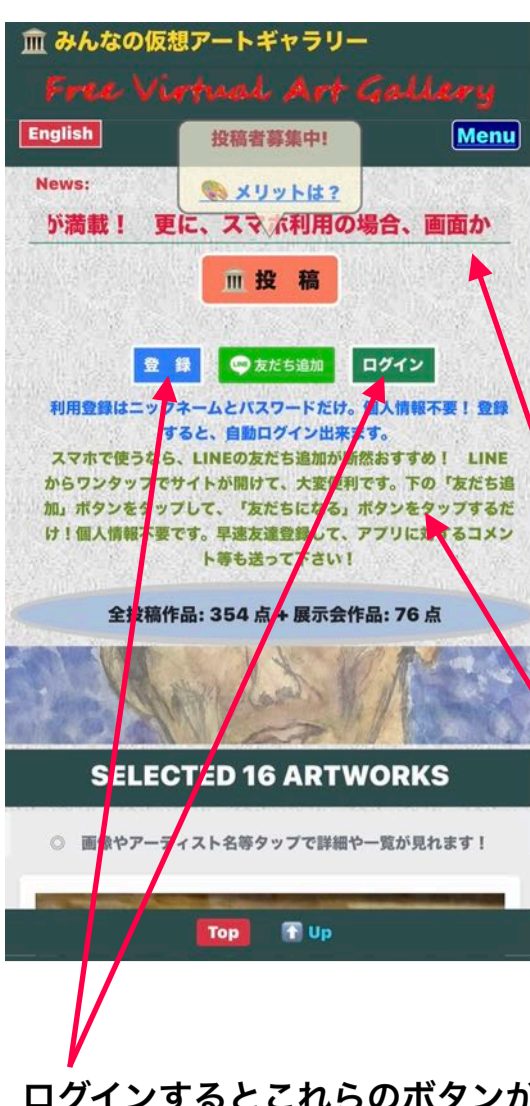 みんなの仮想アートギャラリー
Free Virtual Art Gallery
English
投稿者募集中!
Menu
メリットは？
News:
が満載！ 更に、スマホ利用の場合、画面か
投 稿
登 録
LINE 友だち追加
ログイン
利用登録はニックネームとパスワードだけ。個人情報不要！ 登録
すると、自動ログイン出来ます。
スマホで使うなら、LINEの友だち追加が断然おすすめ！ LINE
からワンタップでサイトが開けて、大変便利です。下の「友だち追
加」ボタンをタップして、「友だちになる」ボタンをタップするだ
け！個人情報不要です。早速友達登録して、アプリに対するコメン
ト等も送って下さい！
全投稿作品: 354 点 + 展示会作品: 76 点
SELECTED 16 ARTWORKS
◎ 画像やアーティスト名等タップで詳細や一覧が見れます！
Top
Up
ログインするとこれらのボタンが